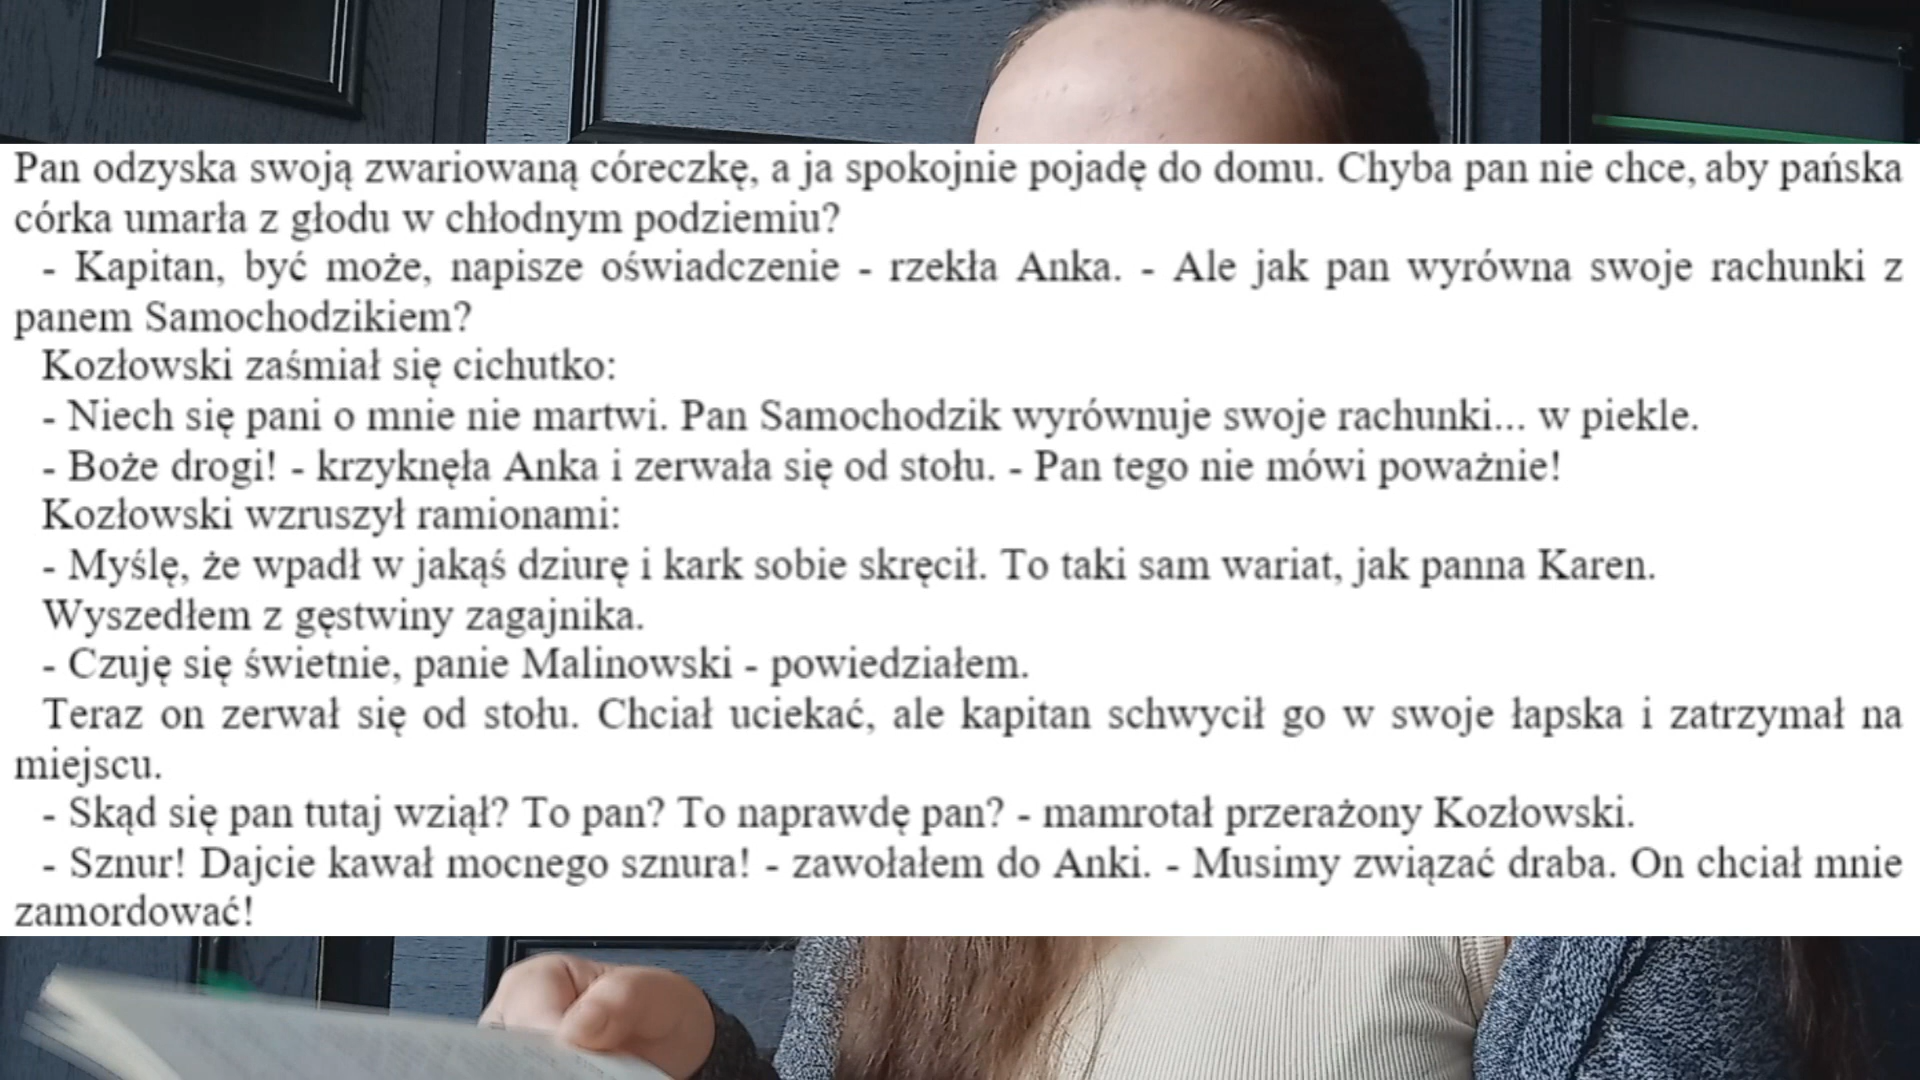 Pan odzyska swoją zwariowaną córeczkę, a ja spokojnie pojadę do domu. Chyba pan nie chce, aby pańska
córka umarła z głodu w chłodnym podziemiu?
- Kapitan, być może, napisze oświadczenie - rzekła Anka. - Ale jak pan wyrówna swoje rachunki z
panem Samochodzikiem?
Kozłowski zaśmiał się cichutko:
- Niech się pani o mnie nie martwi. Pan Samochodzik wyrównuje swoje rachunki... w piekle.
- Boże drogi! - krzyknęła Anka i zerwała się od stołu. - Pan tego nie mówi poważnie!
Kozłowski wzruszył ramionami:
- Myślę, że wpadł w jakąś dziurę i kark sobie skręcił. To taki sam wariat, jak panna Karen.
Wyszedłem z gęstwiny zagajnika.
- Czuję się świetnie, panie Malinowski - powiedziałem.
Teraz on zerwał się od stołu. Chciał uciekać, ale kapitan schwycił go w swoje łapska i zatrzymał na
miejscu.
- Skąd się pan tutaj wziął? To pan? To naprawdę pan? - mamrotał przerażony Kozłowski.
- Sznur! Dajcie kawał mocnego sznura! - zawołałem do Anki. - Musimy związać draba. On chciał mnie
zamordować!